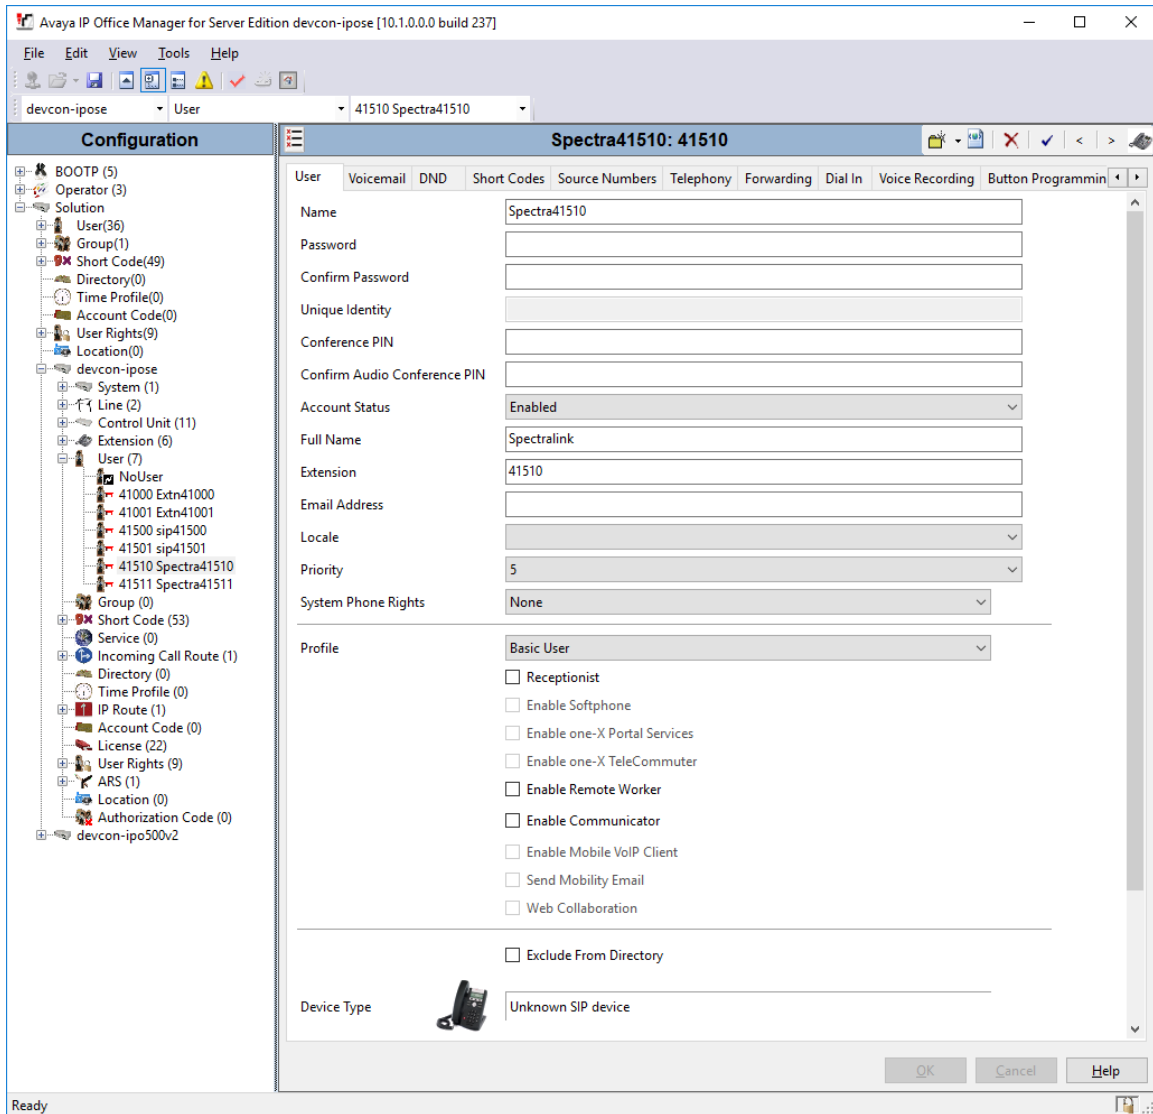 Avaya IP Office Manager for Server Edition devcon-ipose [10.1.0.0.0 build 237]
File Edit View Tools Help
devcon-ipose User 41510 Spectra41510
Configuration
BOOTP (5)
Operator (3)
Solution
User(36)
Group(1)
Short Code(49)
Directory(0)
Time Profile(0)
Account Code(0)
User Rights(9)
Location(0)
devcon-ipose
System (1)
Line (2)
Control Unit (11)
Extension (6)
User (7)
NoUser
41000 Extn41000
41001 Extn41001
41500 sip41500
41501 sip41501
41510 Spectra41510
41511 Spectra41511
Group (0)
Short Code (53)
Service (0)
Incoming Call Route (1)
Directory (0)
Time Profile (0)
IP Route (1)
Account Code (0)
License (22)
User Rights (9)
ARS (1)
Location (0)
Authorization Code (0)
devcon-ipo500v2
Spectra41510: 41510
User Voicemail DND Short Codes Source Numbers Telephony Forwarding Dial In Voice Recording Button Programmin
Name Spectra41510
Password
Confirm Password
Unique Identity
Conference PIN
Confirm Audio Conference PIN
Account Status Enabled
Full Name Spectralink
Extension 41510
Email Address
Locale
Priority 5
System Phone Rights None
Profile Basic User
Receptionist
Enable Softphone
Enable one-X Portal Services
Enable one-X TeleCommuter
Enable Remote Worker
Enable Communicator
Enable Mobile VoIP Client
Send Mobility Email
Web Collaboration
Exclude From Directory
Device Type Unknown SIP device
OK Cancel Help
Ready